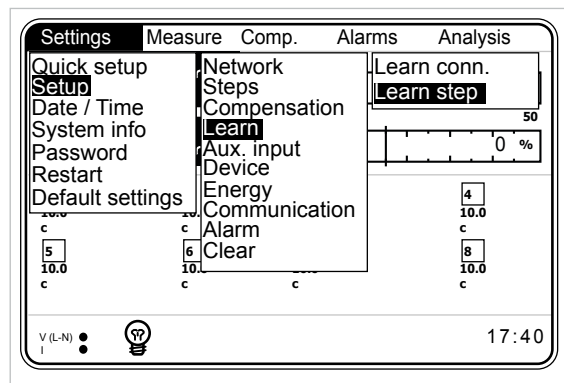 Settings Measure Comp. Alarms Analysis
Quick setup
Setup
Date / Time
System info
Password
Restart
Default settings
Network
Steps
Compensation
Learn
Aux. input
Device
Energy
Communication
Alarm
Clear
Learn conn.
Learn step
50
0 %
4
10.0
c
c
c
5
6
8
10.0
10.0
c
c
c
c
V (L-N)
I
17:40